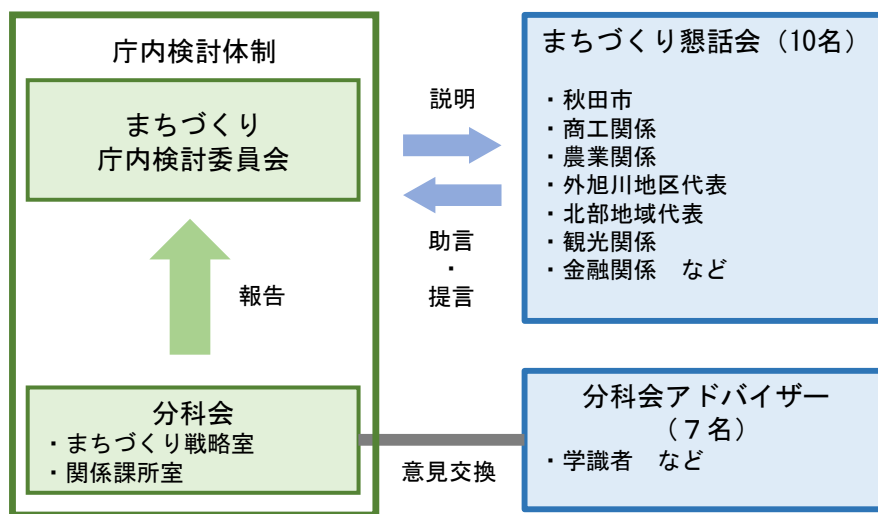 庁内検討体制
まちづくり
庁内検討委員会
報告
分科会
・まちづくり戦略室
・関係課所室
説明
助言
・
提言
意見交換
まちづくり懇話会（10名）
・秋田市
・商工関係
・農業関係
・外旭川地区代表
・北部地域代表
・観光関係
・金融関係　など
分科会アドバイザー
（７名）
・学識者　など